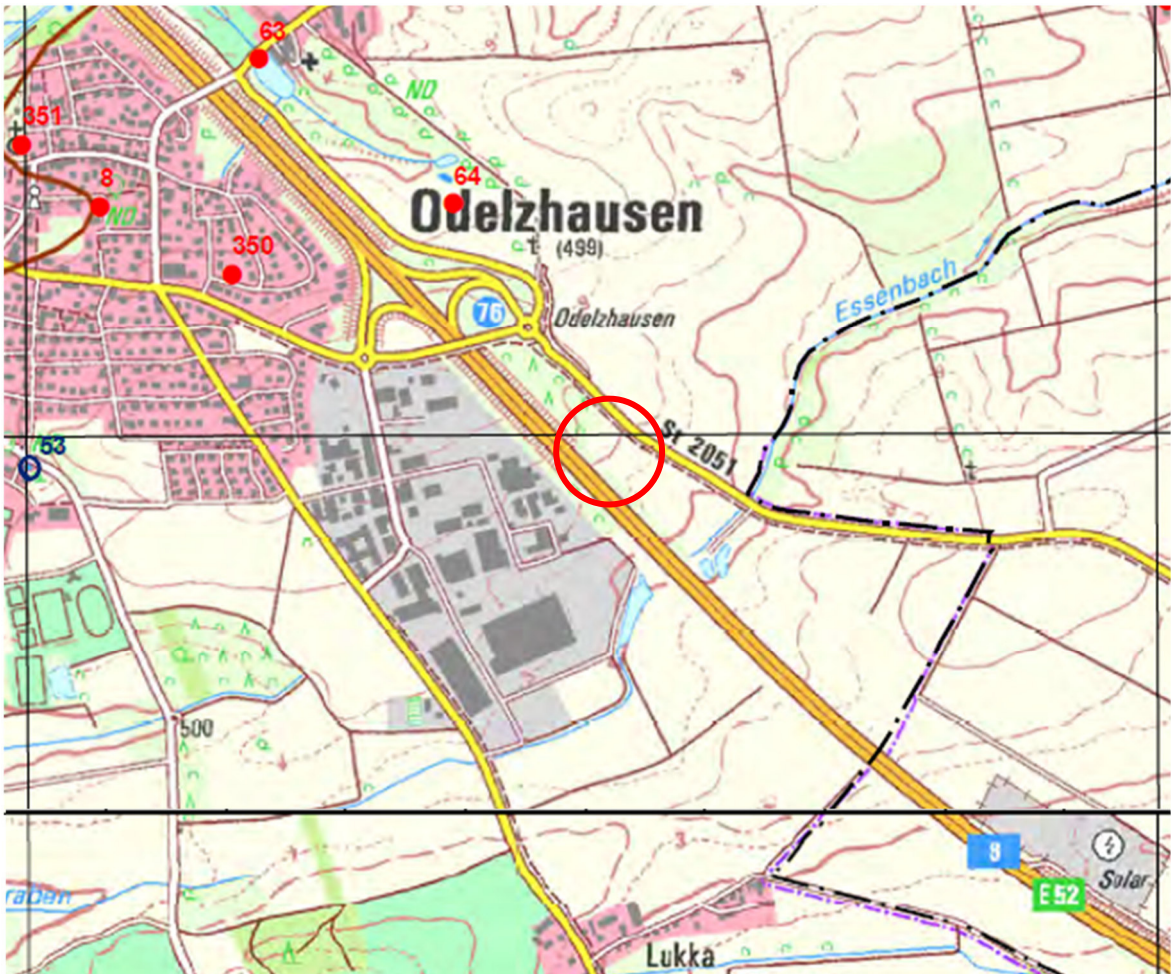 63
ND
351
8
ND
64
Odelzhausen
(499)
350
76
Odelzhausen
Essenbach
St 2051
53
500
8
E 52
Solar-
raben
Lukka